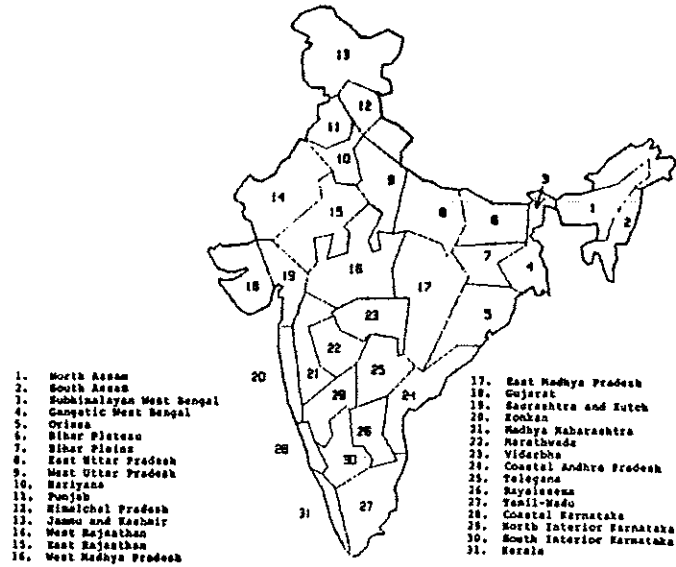 13
12
11
10
3
9
14
1
15
8
6
2
7
16
4
18
19
17
5
23
22
20
21
25
29
24
26
28
30
27
31
1. North Assam
2. South Assam
3. Subhimalayan West Bengal
4. Gangetic West Bengal
5. Orissa
6. Bihar Plateau
7. Bihar Plains
8. East Uttar Pradesh
9. West Uttar Pradesh
10. Hariyana
11. Punjab
12. Himalchal Pradesh
13. Jammu and Kashmir
14. West Rajasthan
15. East Rajasthan
16. West Madhya Pradesh
17. East Madhya Pradesh
18. Gujarat
19. Saurashtra and Kutch
20. Konkan
21. Madhya Maharashtra
22. Marathwada
23. Vidarbha
24. Coastal Andhra Pradesh
25. Telegana
26. Rayalaseema
27. Tamil-Nadu
28. Coastal Karnataka
29. North Interior Karnataka
30. South Interior Karnataka
31. Kerala